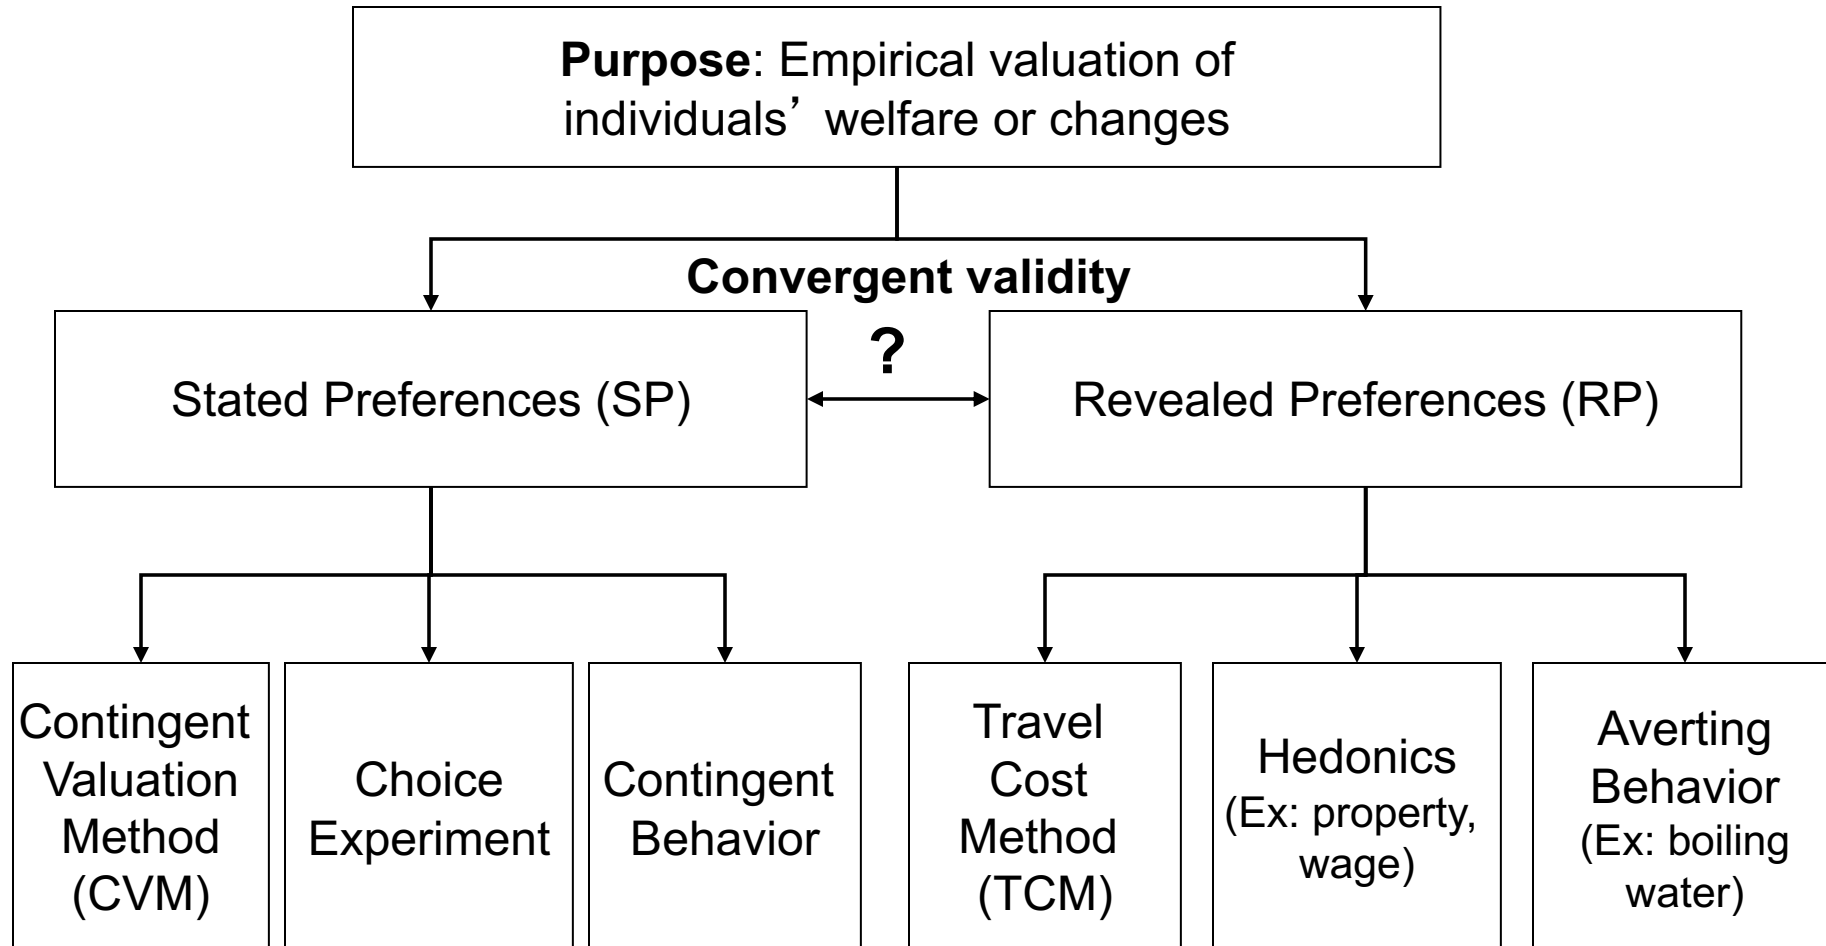 Purpose: Empirical valuation of
individuals’ welfare or changes
Convergent validity
?
Stated Preferences (SP)
Revealed Preferences (RP)
Contingent
Valuation
Method
(CVM)
Choice
Experiment
Contingent
Behavior
Travel
Cost
Method
(TCM)
Hedonics
(Ex: property,
wage)
Averting
Behavior
(Ex: boiling
water)